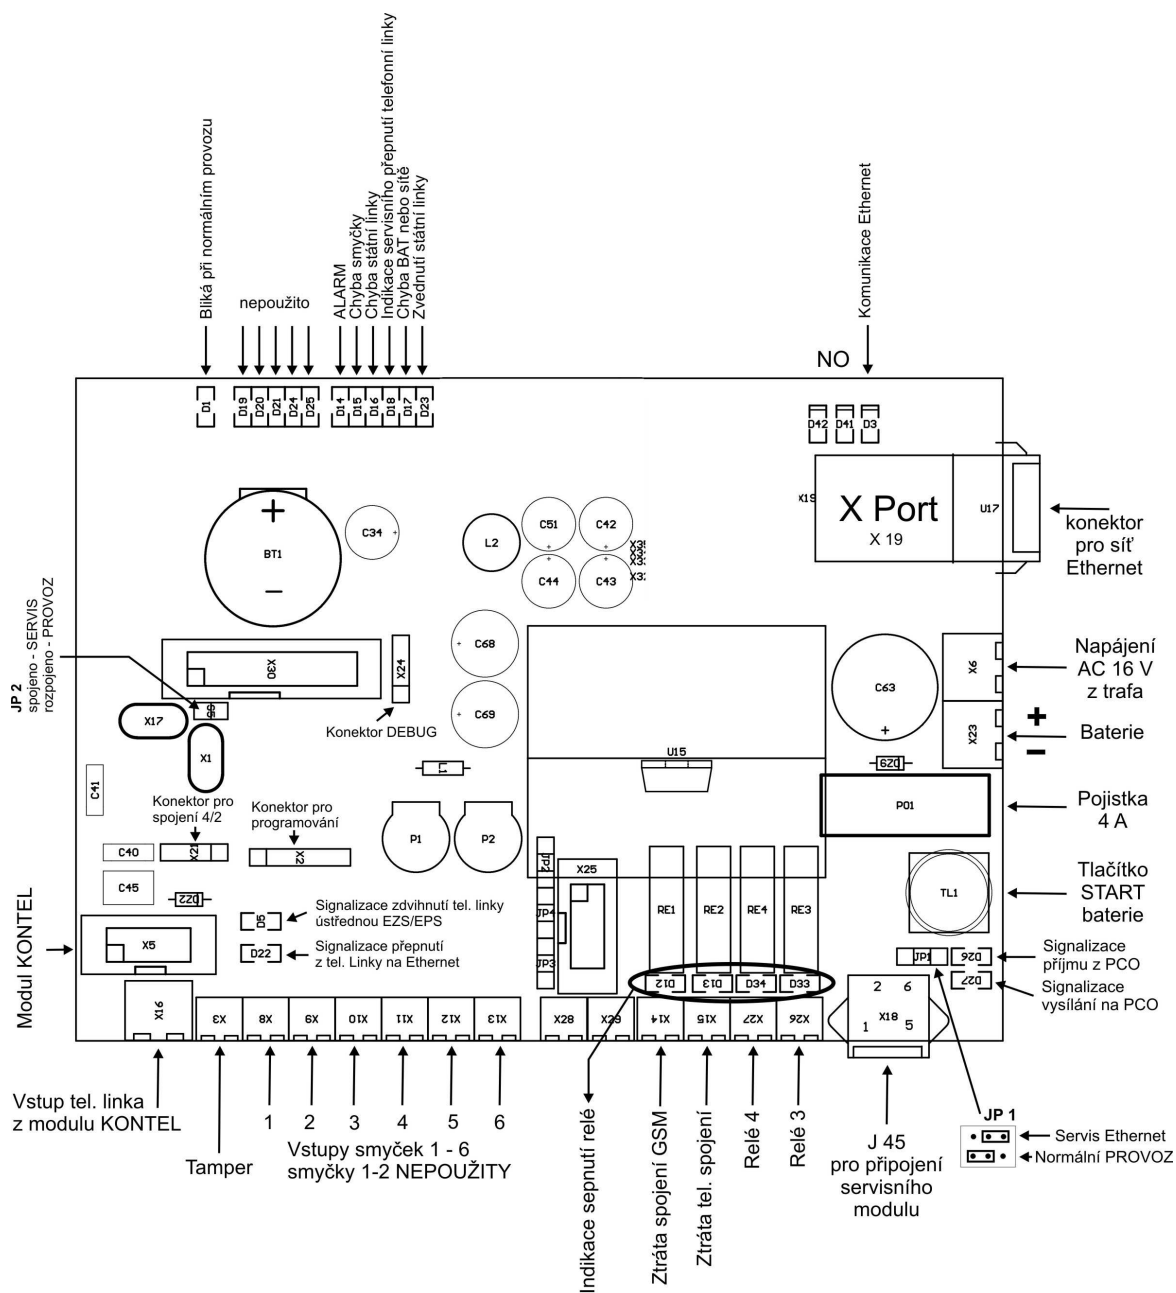 Bliká při normálním provozu
nepoužito
ALARM
Chyba smyčky
Chyba státní linky
Indikace servisního přepnutí telefonní linky
Chyba BAT nebo sítě
Zvednutí státní linky
Komunikace Ethernet
NO
D1
D19
D20
D21
D24
D25
D14
D15
D16
D18
D17
D23
D42
D41
D3
BT1
C34
L2
C51
C42
C44
C43
X19
X Port
X 19
U17
konektor
pro síť
Ethernet
JP 2
spojeno - SERVIS
rozpojeno - PROVOZ
X30
X24
C68
C69
C63
X6
Napájení
AC 16 V
z trafa
X23
+
−
Baterie
X17
X1
Konektor DEBUG
U15
L1
D29
C41
P01
Pojistka
4 A
Konektor pro
spojení 4/2
Konektor pro
programování
X21
X2
P1
P2
C40
C45
D22
JP2
JP4
JP3
X25
RE1
RE2
RE4
RE3
TL1
Tlačítko
START
baterie
D5
Signalizace zdvihnutí tel. linky
ústřednou EZS/EPS
D22
Signalizace přepnutí
z tel. Linky na Ethernet
Modul KONTEL
X5
JP1
D26
D27
Signalizace
příjmu z PCO
Signalizace
vysílání na PCO
D12
D13
D34
D33
X16
X3
X8
X9
X10
X11
X12
X13
X28
X29
X14
X15
X27
X26
2 6
1 5
X18
Vstup tel. linka
z modulu KONTEL
Tamper
1
2
3
4
5
6
Vstupy smyček 1 - 6
smyčky 1-2 NEPOUŽITY
Indikace sepnutí relé
Ztráta spojení GSM
Ztráta tel. spojení
Relé 4
Relé 3
J 45
pro připojení
servisního
modulu
JP 1
Servis Ethernet
Normální PROVOZ